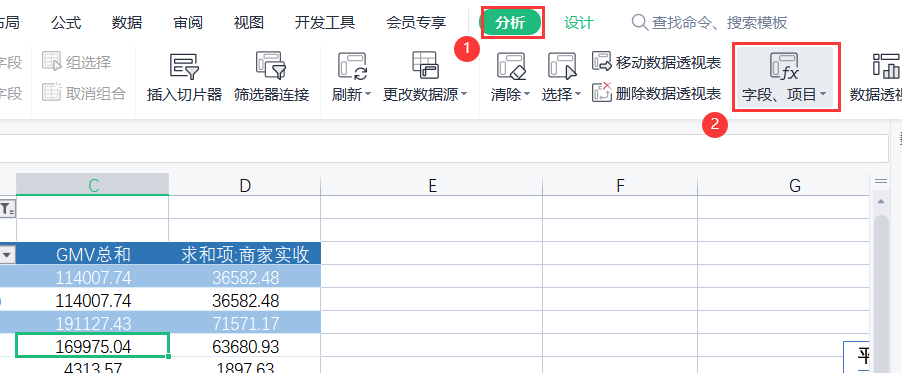 布局 公式 数据 审阅 视图 开发工具 会员专享 分析 设计 查找命令、搜索模板
1
字段 组选择 移动数据透视表
字段 取消组合 插入切片器 筛选器连接 刷新 更改数据源 清除 选择 删除数据透视表 fx 字段、项目 数据透视
2
C D E F G
GMV总和 求和项:商家实收
114007.74 36582.48
114007.74 36582.48
191127.43 71571.17
169975.04 63680.93
平
4313.57 1897.63